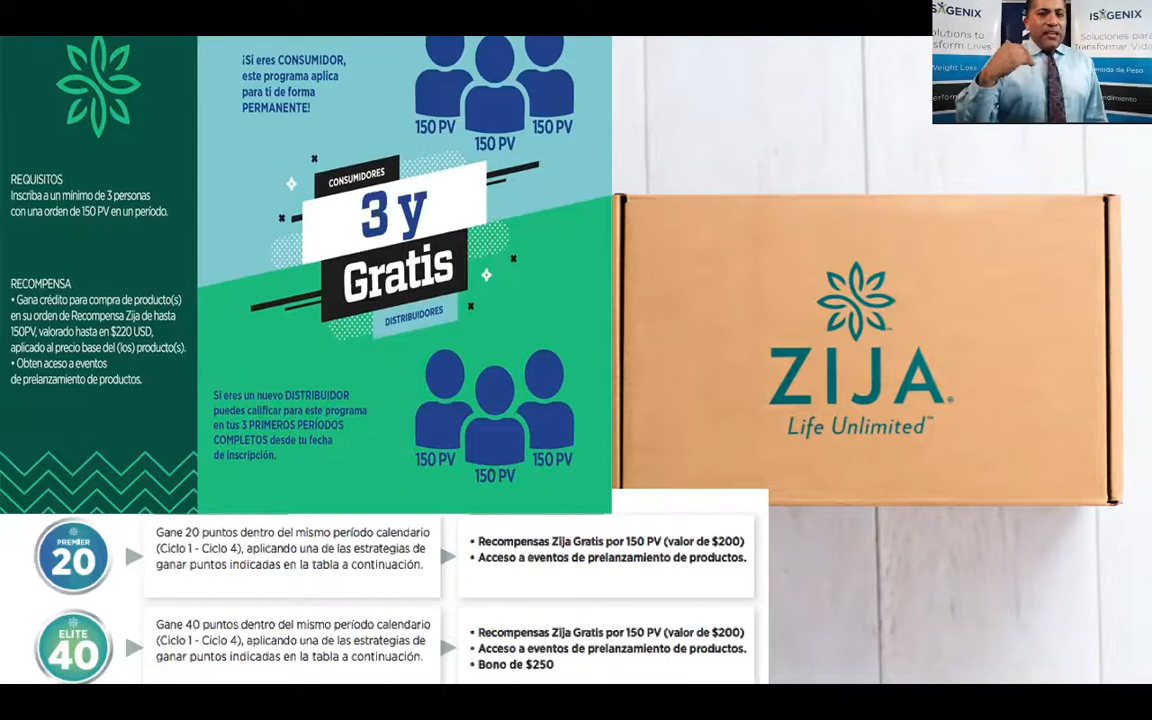 REQUISITOS
Inscriba a un mínimo de 3 personas
con una orden de 150 PV en un período.
RECOMPENSA
• Gana crédito para compra de producto(s)
en su orden de Recompensa Zija de hasta
150PV, valorado hasta en $220 USD,
aplicado al precio base del (los) producto(s).
• Obten aceso a eventos
de prelanzamiento de productos.
¡Si eres CONSUMIDOR,
este programa aplica
para ti de forma
PERMANENTE!
150 PV
150 PV
150 PV
CONSUMIDORES
3 y
Gratis
DISTRIBUIDORES
Si eres un nuevo DISTRIBUIDOR
puedes calificar para este programa
en tus 3 PRIMEROS PERÍODOS
COMPLETOS desde tu fecha
de inscripción.
150 PV
150 PV
150 PV
ZIJA
Life Unlimited™
PREMIER
20
Gane 20 puntos dentro del mismo período calendario
(Ciclo 1 - Ciclo 4), aplicando una de las estrategias de
ganar puntos indicadas en la tabla a continuación.
• Recompensas Zija Gratis por 150 PV (valor de $200)
• Acceso a eventos de prelanzamiento de productos.
ELITE
40
Gane 40 puntos dentro del mismo período calendario
(Ciclo 1 - Ciclo 4), aplicando una de las estrategias de
ganar puntos indicadas en la tabla a continuación.
• Recompensas Zija Gratis por 150 PV (valor de $200)
• Acceso a eventos de prelanzamiento de productos.
• Bono de $250
ISAGENIX
Weight Loss
ISAGENIX
Soluciones para
Transformar
de Peso